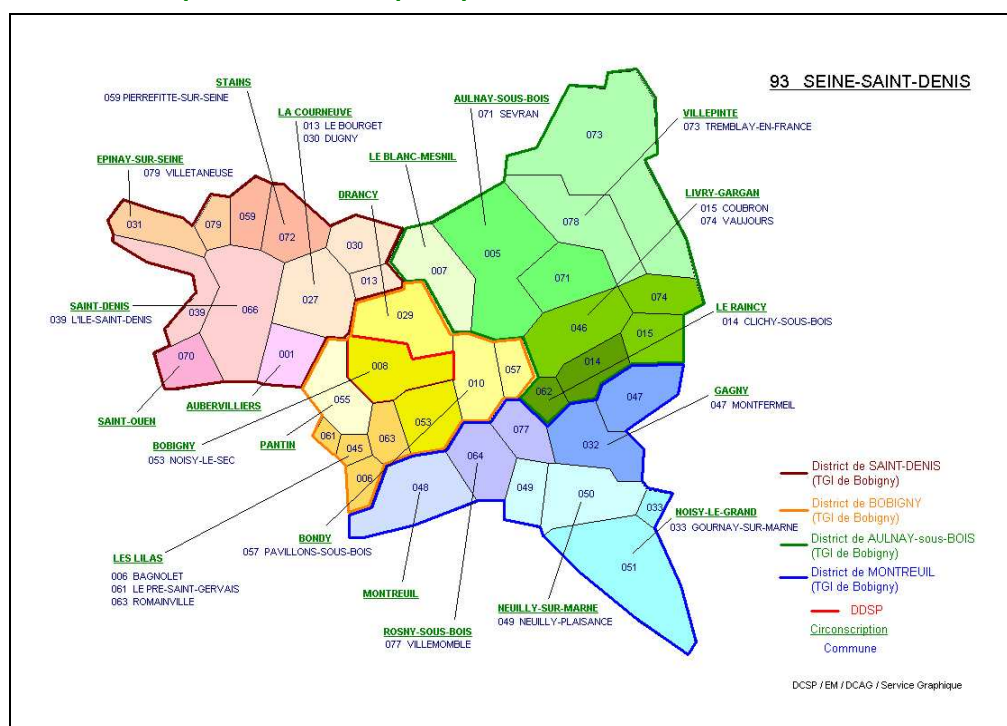 93 SEINE-SAINT-DENIS
STAINS
059 PIERREFITTE-SUR-SEINE
LA COURNEUVE
013 LE BOURGET
030 DUGNY
AULNAY-SOUS-BOIS
071 SEVRAN
VILLEPINTE
073 TREMBLAY-EN-FRANCE
EPINAY-SUR-SEINE
079 VILLETANEUSE
LE BLANC-MESNIL
DRANCY
LIVRY-GARGAN
015 COUBRON
074 VAUJOURS
SAINT-DENIS
039 L'ILE-SAINT-DENIS
LE RAINCY
014 CLICHY-SOUS-BOIS
SAINT-OUEN
AUBERVILLIERS
BOBIGNY
053 NOISY-LE-SEC
PANTIN
GAGNY
047 MONTFERMEIL
NOISY-LE-GRAND
033 GOURNAY-SUR-MARNE
LES LILAS
006 BAGNOLET
061 LE PRE-SAINT-GERVAIS
063 ROMAINVILLE
BONDY
057 PAVILLONS-SOUS-BOIS
MONTREUIL
ROSNY-SOUS-BOIS
077 VILLEMOMBLE
NEUILLY-SUR-MARNE
049 NEUILLY-PLAISANCE
073
031
079
059
072
030
013
007
005
078
071
039
066
027
029
046
074
015
070
001
008
010
057
014
062
047
055
053
061
045
063
006
048
064
077
032
049
050
033
051
District de SAINT-DENIS
(TGI de Bobigny)
District de BOBIGNY
(TGI de Bobigny)
District de AULNAY-sous-BOIS
(TGI de Bobigny)
District de MONTREUIL
(TGI de Bobigny)
DDSP
Circonscription
Commune
DCSP / EM / DCAG / Service Graphique